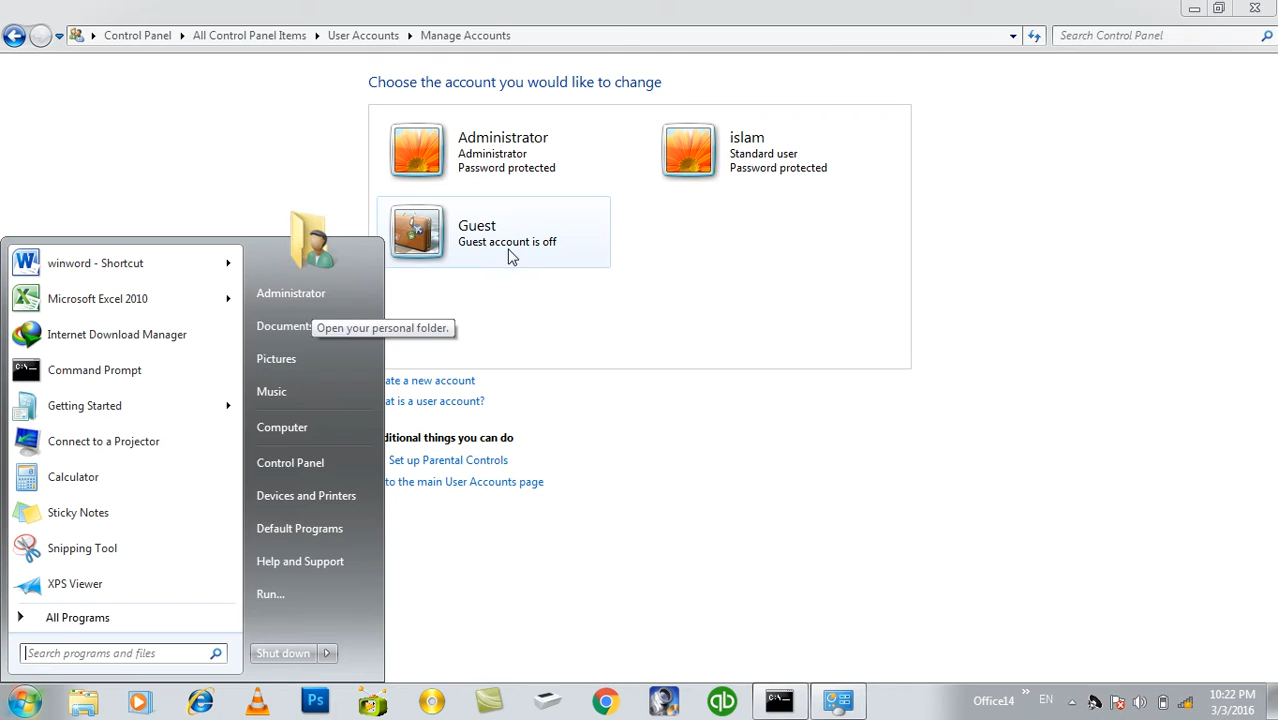 Control Panel
All Control Panel Items
User Accounts
Manage Accounts
Search Control Panel
Choose the account you would like to change
Administrator
Administrator
Password protected
islam
Standard user
Password protected
Guest
Guest account is off
ate a new account
at is a user account?
ditional things you can do
Set up Parental Controls
to the main User Accounts page
winword - Shortcut
Microsoft Excel 2010
Internet Download Manager
Command Prompt
Getting Started
Connect to a Projector
Calculator
Sticky Notes
Snipping Tool
XPS Viewer
All Programs
Search programs and files
Administrator
Documents
Open your personal folder.
Pictures
Music
Computer
Control Panel
Devices and Printers
Default Programs
Help and Support
Run...
Shut down
Ps
qb
Office14
EN
10:22 PM
3/3/2016